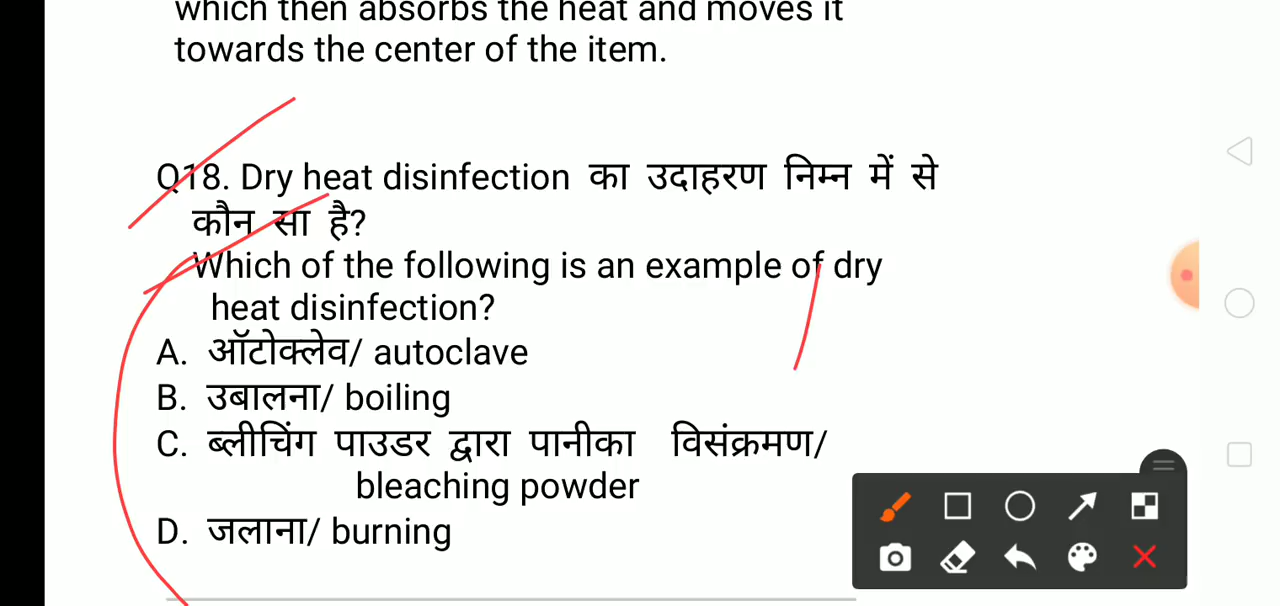 which then absorbs the heat and moves it
towards the center of the item.
Q18. Dry heat disinfection का उदाहरण निम्न में से
कौन सा है?
Which of the following is an example of dry
heat disinfection?
A. ऑटोक्लेव/ autoclave
B. उबालना/ boiling
C. ब्लीचिंग पाउडर द्वारा पानीका विसंक्रमण/
bleaching powder
D. जलाना/ burning